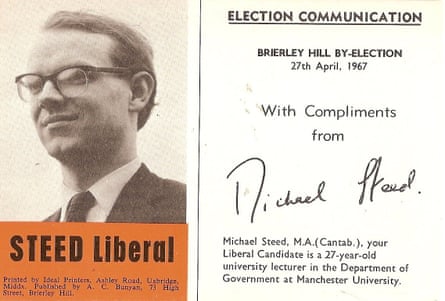 STEED Liberal
Printed by Ideal Printers, Ashley Road, Uxbridge,
Middx. Published by A. C. Bunyan, 73 High
Street, Brierley Hill.
ELECTION COMMUNICATION
BRIERLEY HILL BY-ELECTION
27th April, 1967
With Compliments
from
Michael Steed.
Michael Steed, M.A.(Cantab.), your
Liberal Candidate is a 27-year-old
university lecturer in the Department of
Government at Manchester University.